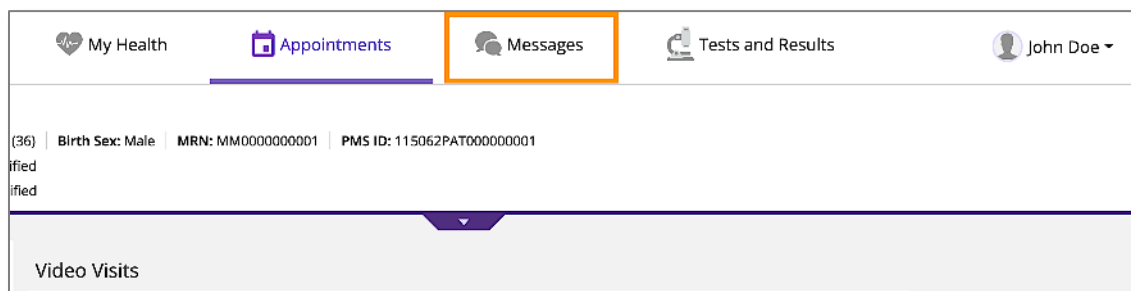 My Health Appointments Messages Tests and Results John Doe
(36) Birth Sex: Male MRN: MM0000000001 PMS ID: 115062PAT000000001
ified
ified
Video Visits